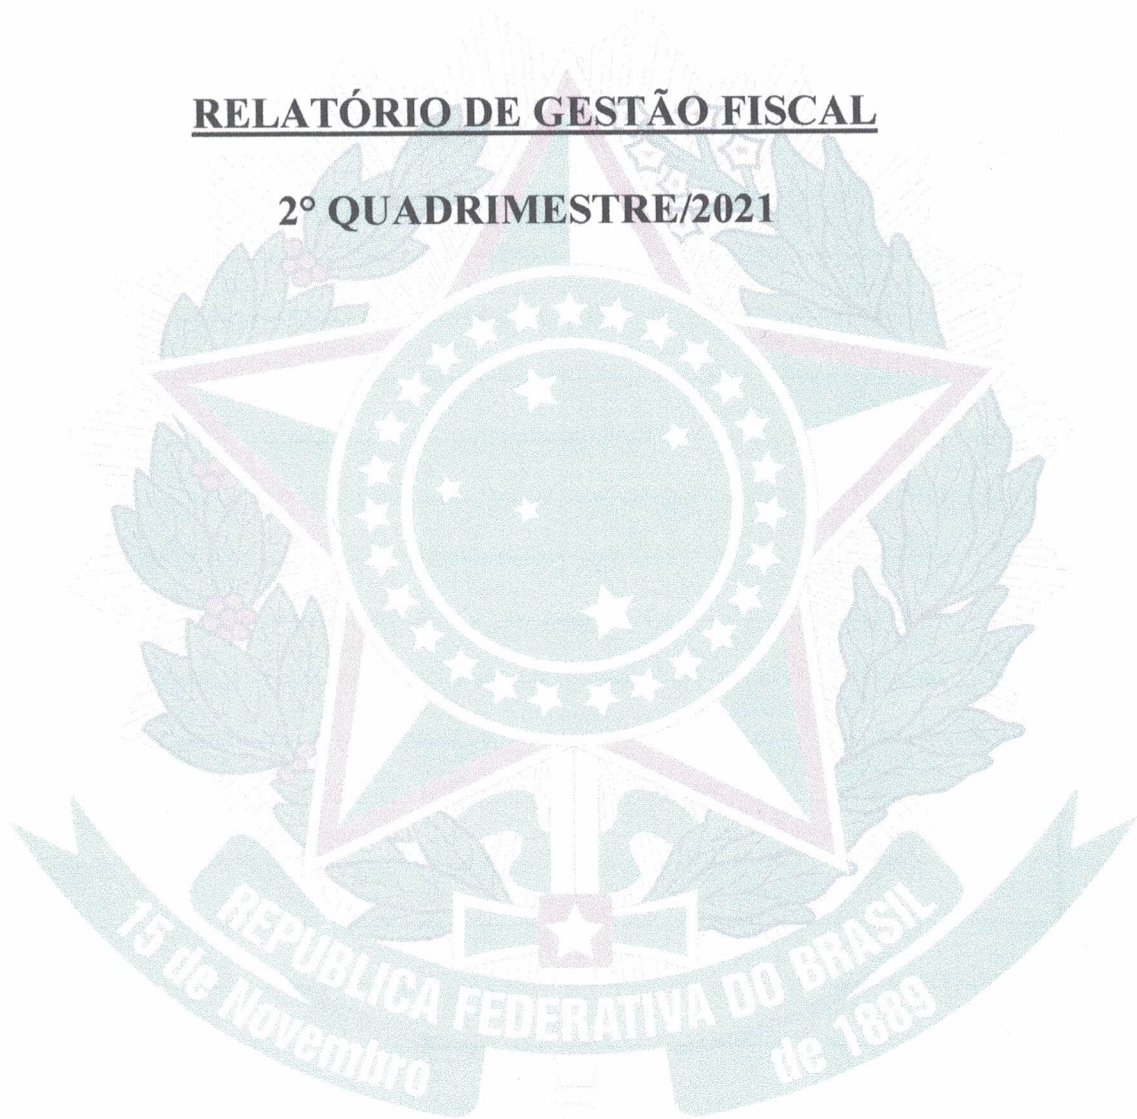 RELATÓRIO DE GESTÃO FISCAL
2° QUADRIMESTRE/2021
REPÚBLICA FEDERATIVA DO BRASIL
15 de Novembro
de 1889